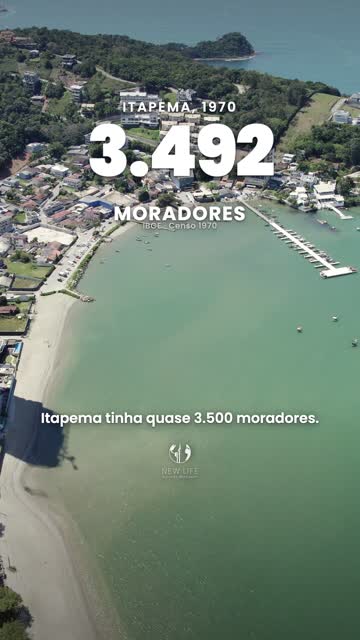 ITAPEMA, 1970
3.492
MORADORES
IBGE · Censo 1970
Itapema tinha quase 3.500 moradores.
NEW LIFE